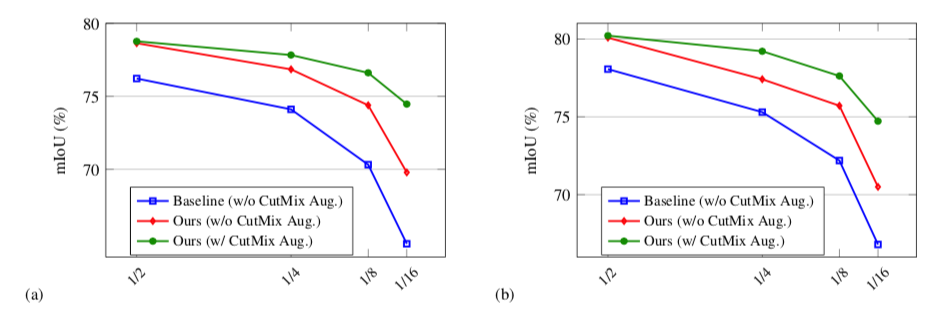 80
75
70
mIoU (%)
Baseline (w/o CutMix Aug.)
Ours (w/o CutMix Aug.)
Ours (w/ CutMix Aug.)
1/2
1/4
1/8
1/16
(a)
80
75
70
mIoU (%)
Baseline (w/o CutMix Aug.)
Ours (w/o CutMix Aug.)
Ours (w/ CutMix Aug.)
1/2
1/4
1/8
1/16
(b)